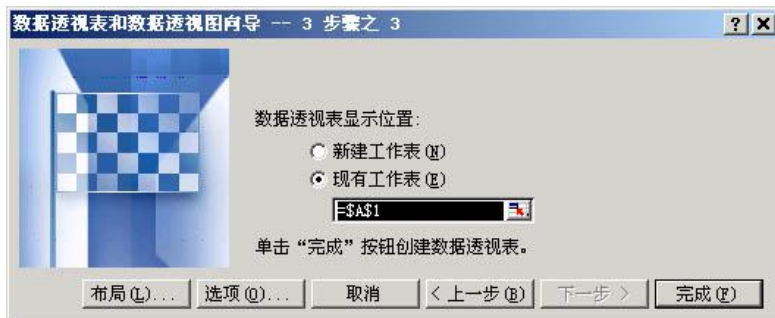 数据透视表和数据透视图向导 -- 3 步骤之 3
数据透视表显示位置:
新建工作表(N)
现有工作表(E)
=$A$1
单击“完成”按钮创建数据透视表。
布局(L)... 选项(O)... 取消 < 上一步(B) 下一步 > 完成(F)